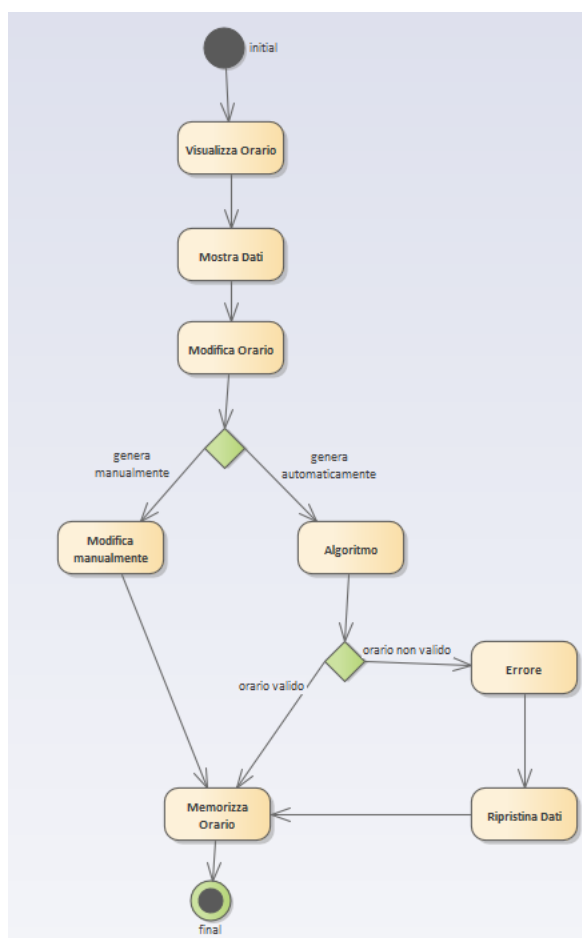 initial
Visualizza Orario
Mostra Dati
Modifica Orario
genera
manualmente
genera
automaticamente
Modifica
manualmente
Algoritmo
orario non valido
orario valido
Errore
Memorizza
Orario
Ripristina Dati
final